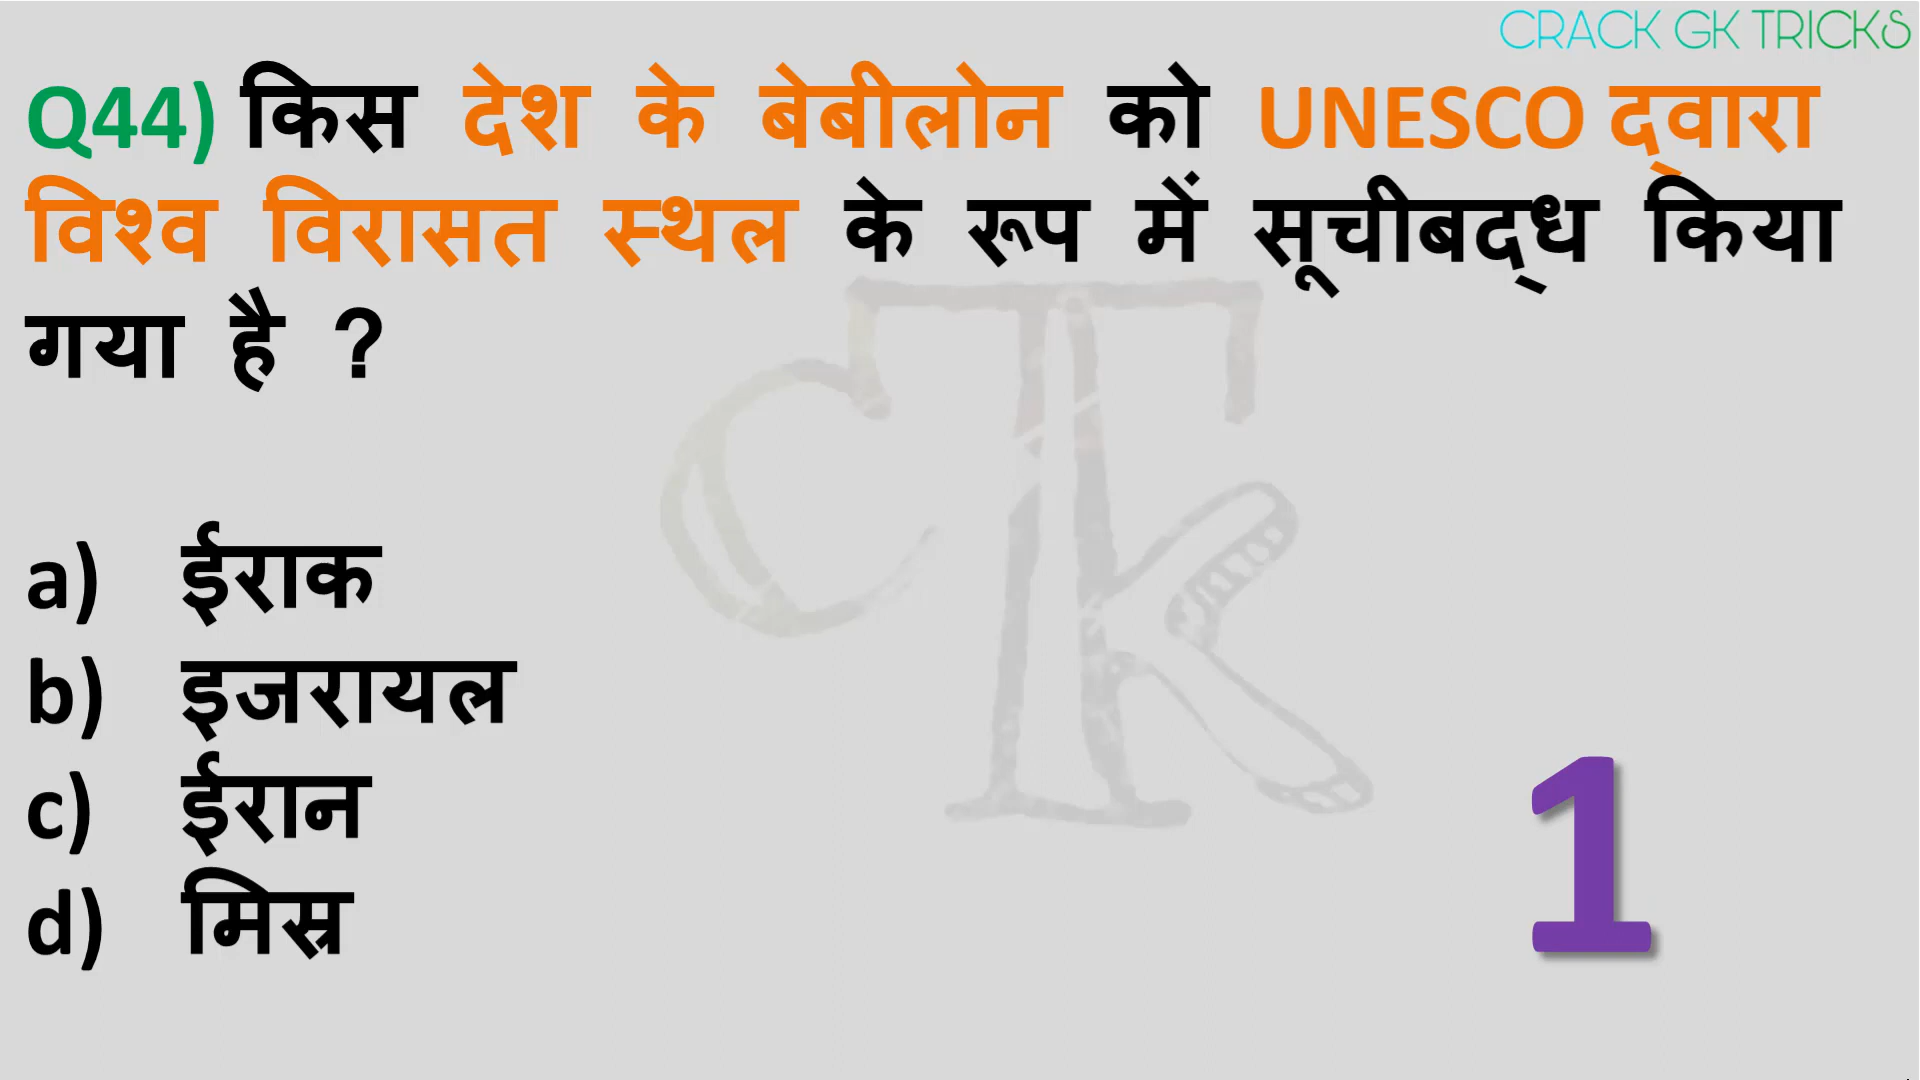 CRACK GK TRICKS
Q44) किस देश के बेबीलोन को UNESCO द्वारा
विश्व विरासत स्थल के रूप में सूचीबद्ध किया
गया है ?
a) ईराक
b) इजरायल
c) ईरान
d) मिस्र
1